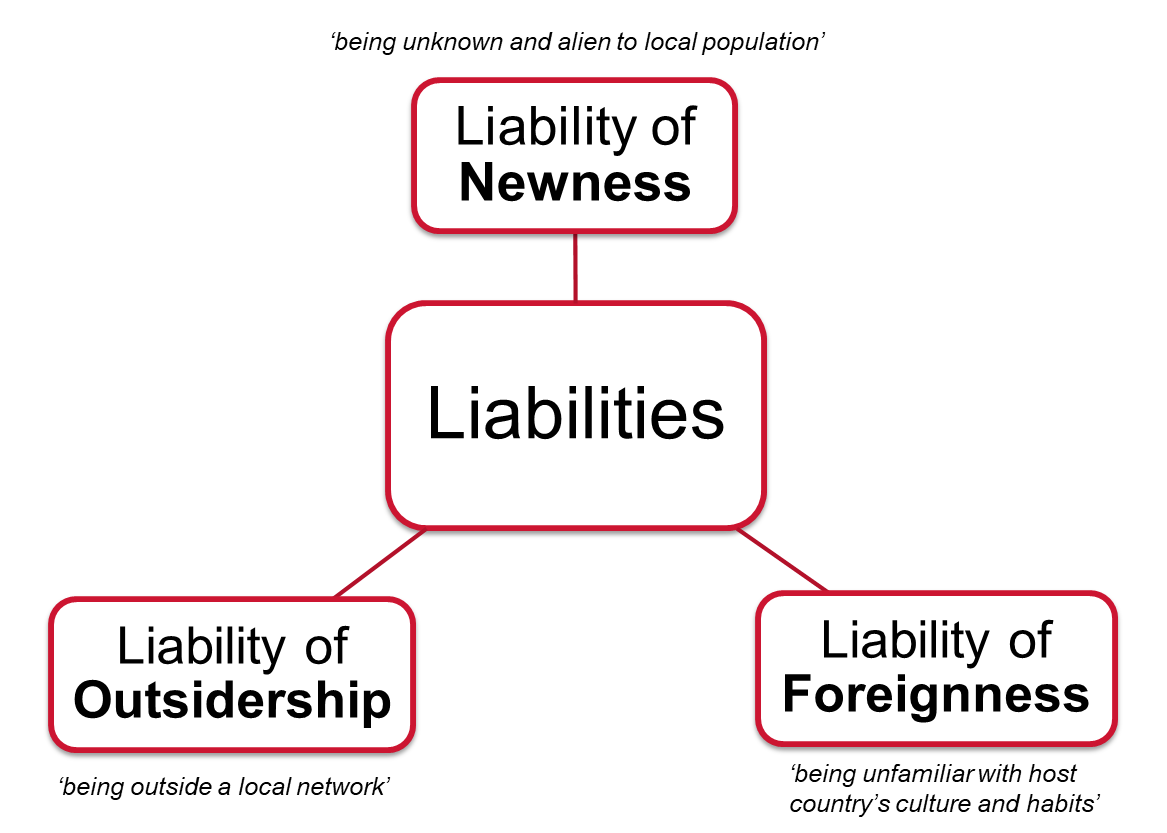 ‘being unknown and alien to local population’
Liability of
Newness
Liabilities
Liability of
Outsidership
‘being outside a local network’
Liability of
Foreignness
‘being unfamiliar with host
country’s culture and habits’